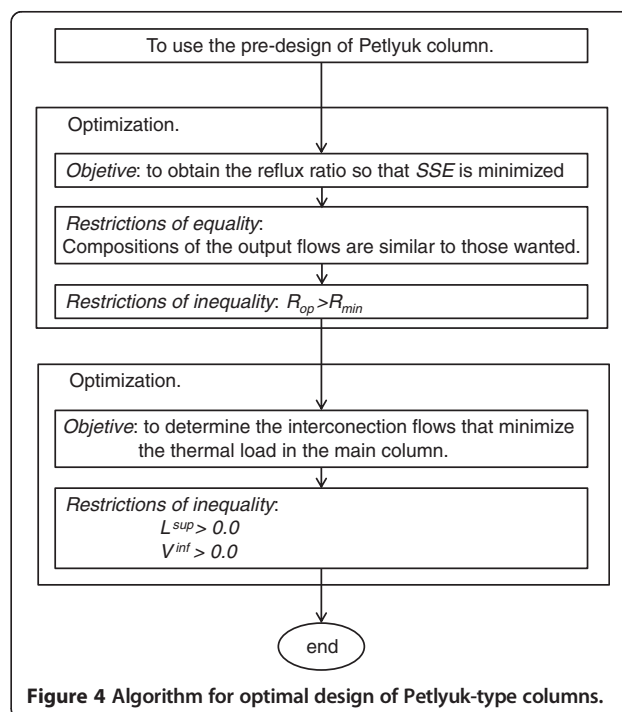 To use the pre-design of Petlyuk column.
Optimization.
Objetive: to obtain the reflux ratio so that SSE is minimized
Restrictions of equality:
Compositions of the output flows are similar to those wanted.
Restrictions of inequality: Rop>Rmin
Optimization.
Objetive: to determine the interconection flows that minimize
the thermal load in the main column.
Restrictions of inequality:
Lsup > 0.0
Vinf > 0.0
end
Figure 4 Algorithm for optimal design of Petlyuk-type columns.